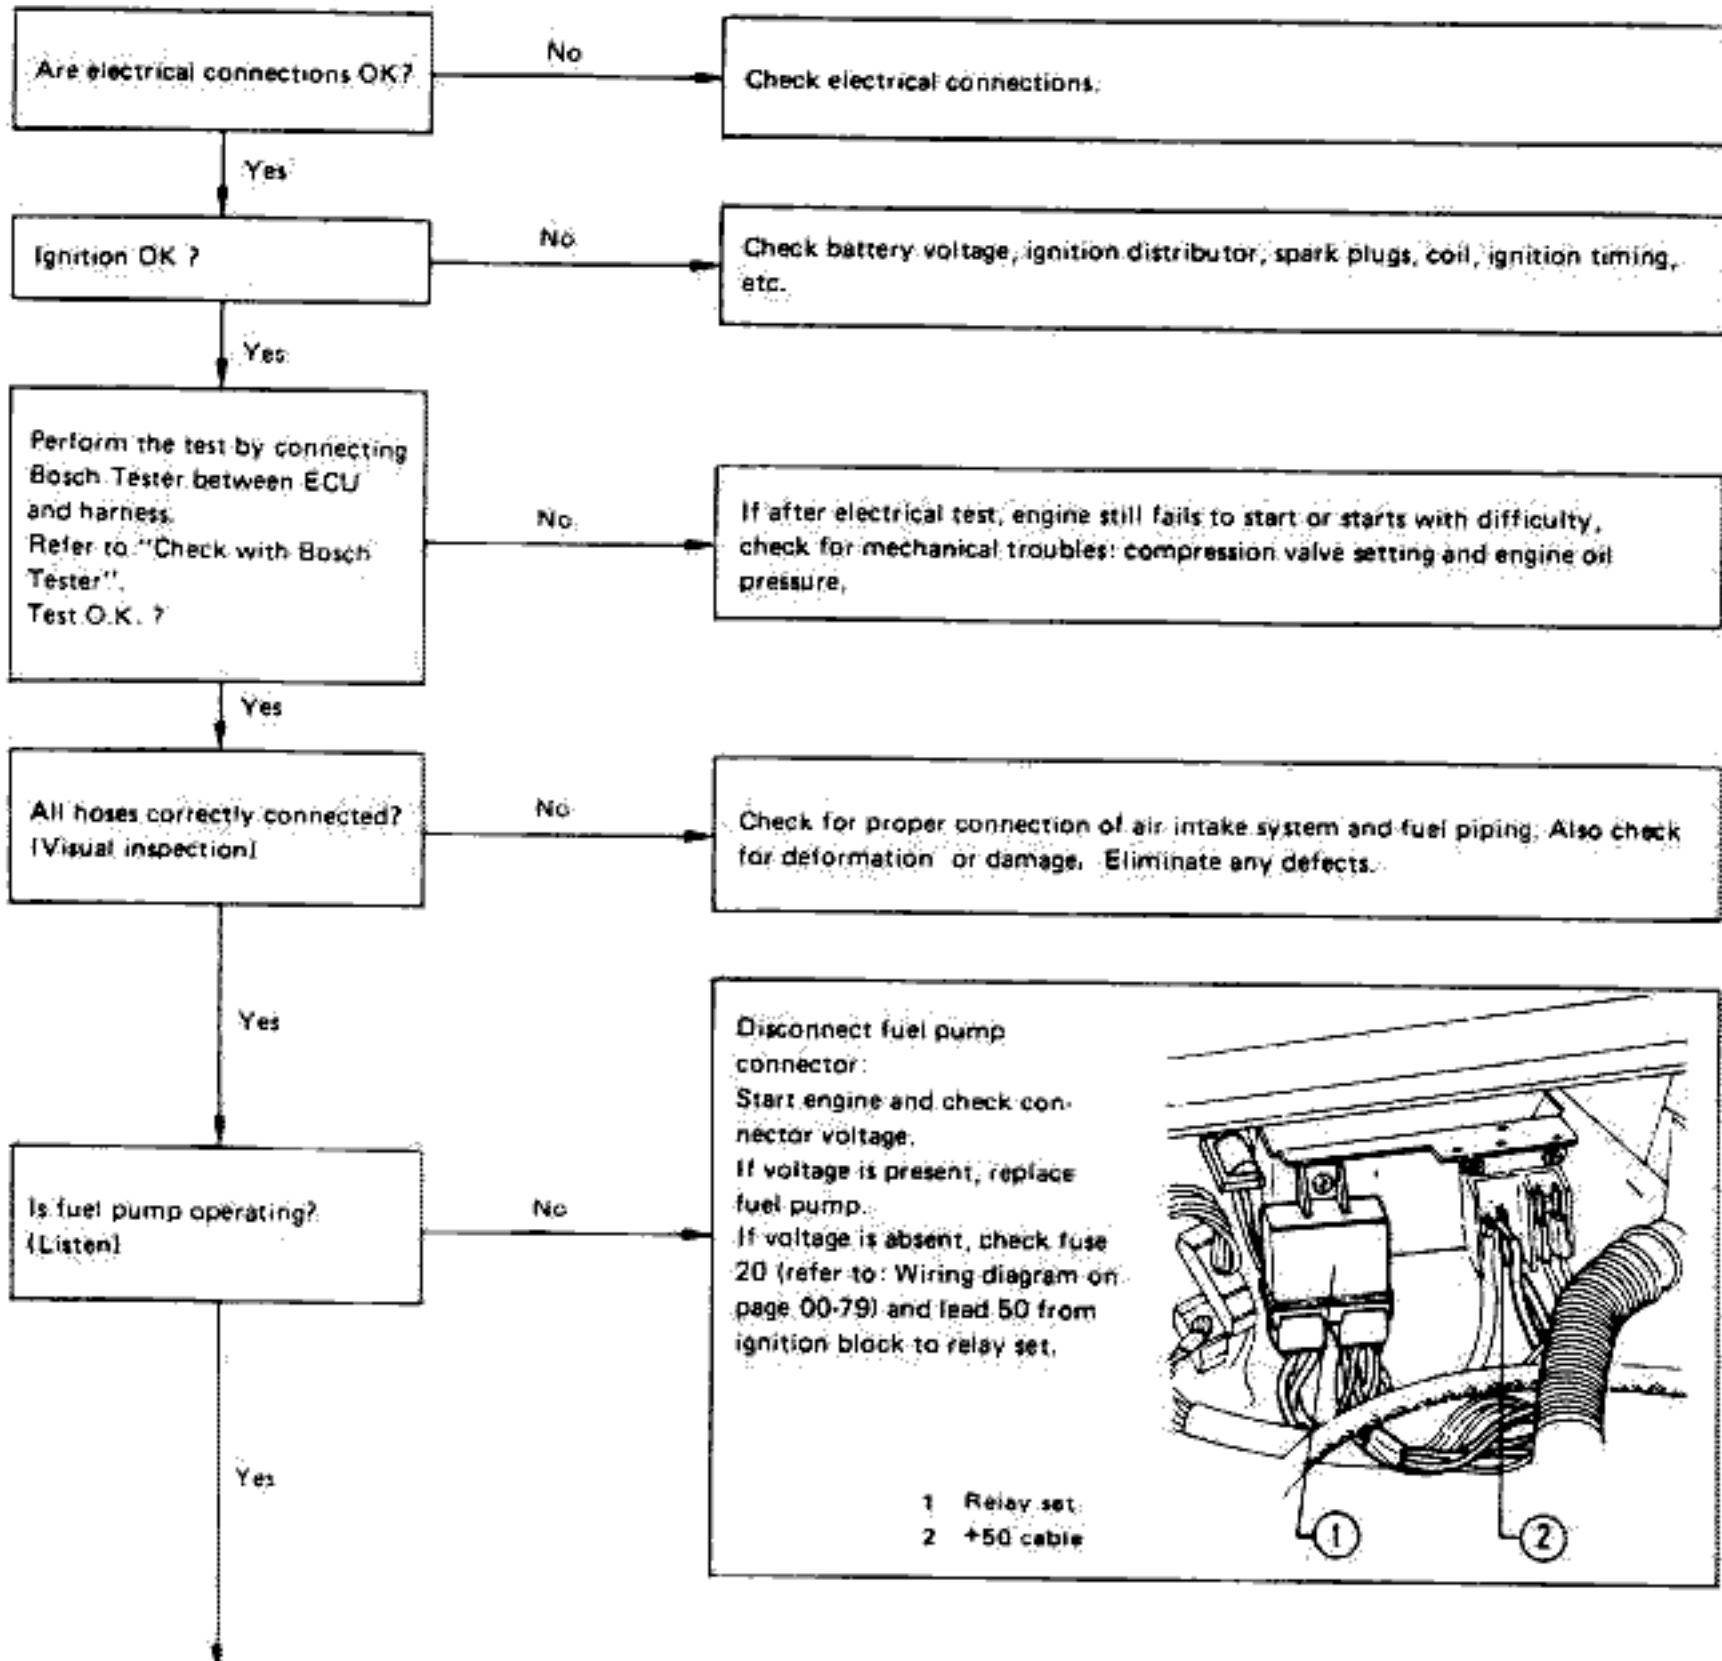 Are electrical connections OK?
No
Check electrical connections.
Yes
Ignition OK ?
No
Check battery voltage, ignition distributor, spark plugs, coil, ignition timing,
etc.
Yes
Perform the test by connecting
Bosch Tester between ECU
and harness.
Refer to "Check with Bosch
Tester".
Test O.K. ?
No
If after electrical test, engine still fails to start or starts with difficulty,
check for mechanical troubles: compression valve setting and engine oil
pressure.
Yes
All hoses correctly connected?
(Visual inspection)
No
Check for proper connection of air intake system and fuel piping. Also check
for deformation or damage. Eliminate any defects.
Yes
Is fuel pump operating?
(Listen)
No
Disconnect fuel pump
connector:
Start engine and check con-
nector voltage.
If voltage is present, replace
fuel pump.
If voltage is absent, check fuse
20 (refer to: Wiring diagram on
page 00-79) and lead 50 from
ignition block to relay set.
1 Relay set
2 +50 cable
1
2
Yes